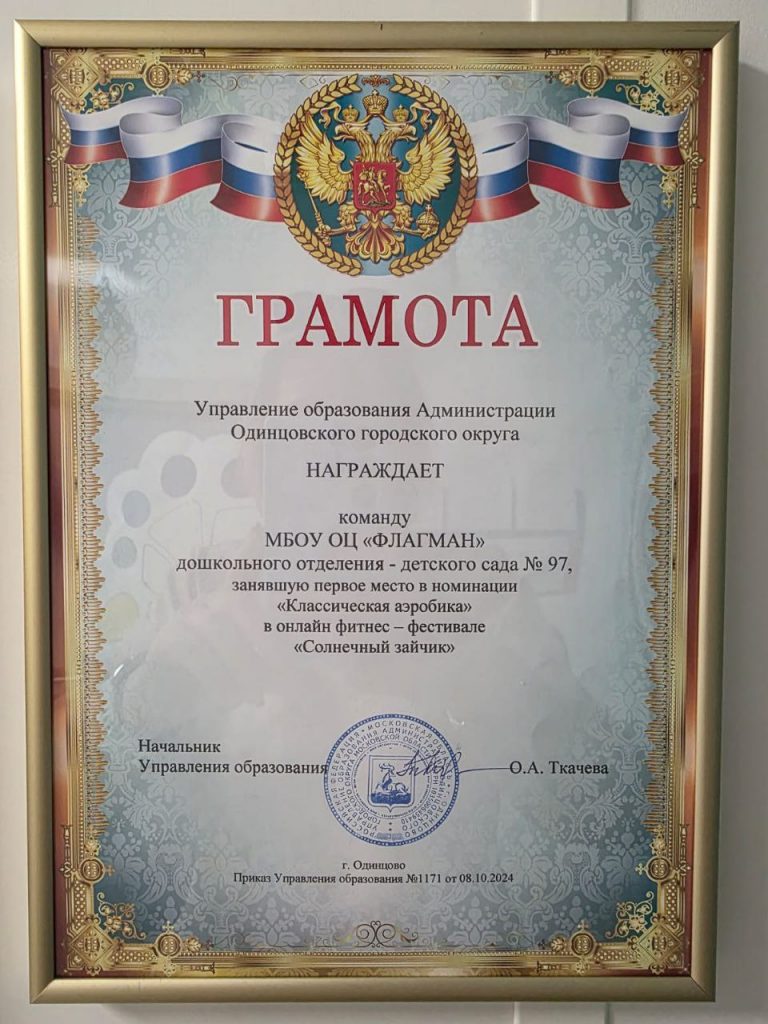 ГРАМОТА
Управление образования Администрации
Одинцовского городского округа
НАГРАЖДАЕТ
команду
МБОУ ОЦ «ФЛАГМАН»
дошкольного отделения - детского сада № 97,
занявшую первое место в номинации
«Классическая аэробика»
в онлайн фитнес – фестивале
«Солнечный зайчик»
Начальник
Управления образования
О.А. Ткачева
г. Одинцово
Приказ Управления образования №1171 от 08.10.2024